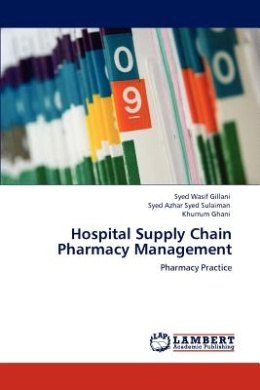 0
9
Syed Wasif Gillani
Syed Azhar Syed Sulaiman
Khurrum Ghani
Hospital Supply Chain
Pharmacy Management
Pharmacy Practice
LAP
LAMBERT
Academic Publishing